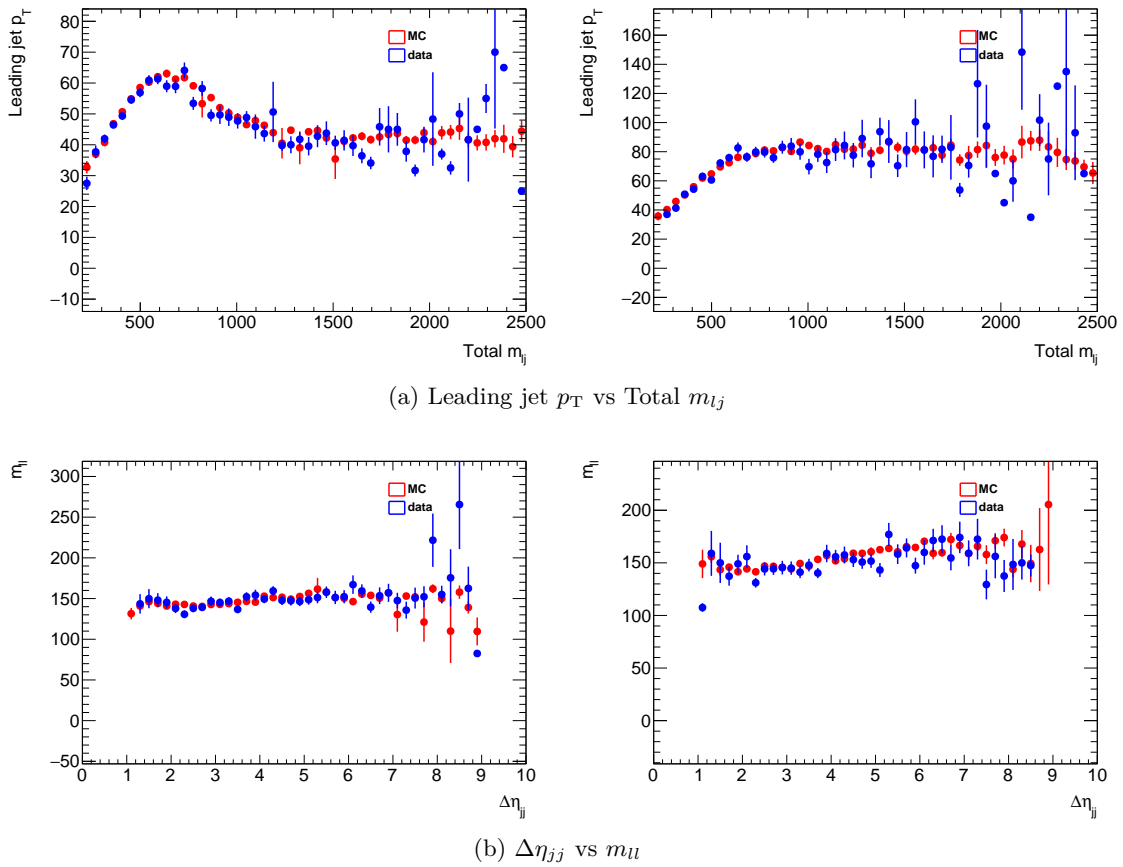 Leading jet p_T
80
70
60
50
40
30
20
10
0
−10
MC
data
500 1000 1500 2000 2500
Total m_lj
Leading jet p_T
160
140
120
100
80
60
40
20
0
−20
MC
data
500 1000 1500 2000 2500
Total m_lj
(a) Leading jet p_T vs Total m_lj
m_ll
300
250
200
150
100
50
0
−50
MC
data
0 1 2 3 4 5 6 7 8 9 10
Δη_jj
m_ll
200
150
100
50
0
MC
data
0 1 2 3 4 5 6 7 8 9 10
Δη_jj
(b) Δη_jj vs m_ll